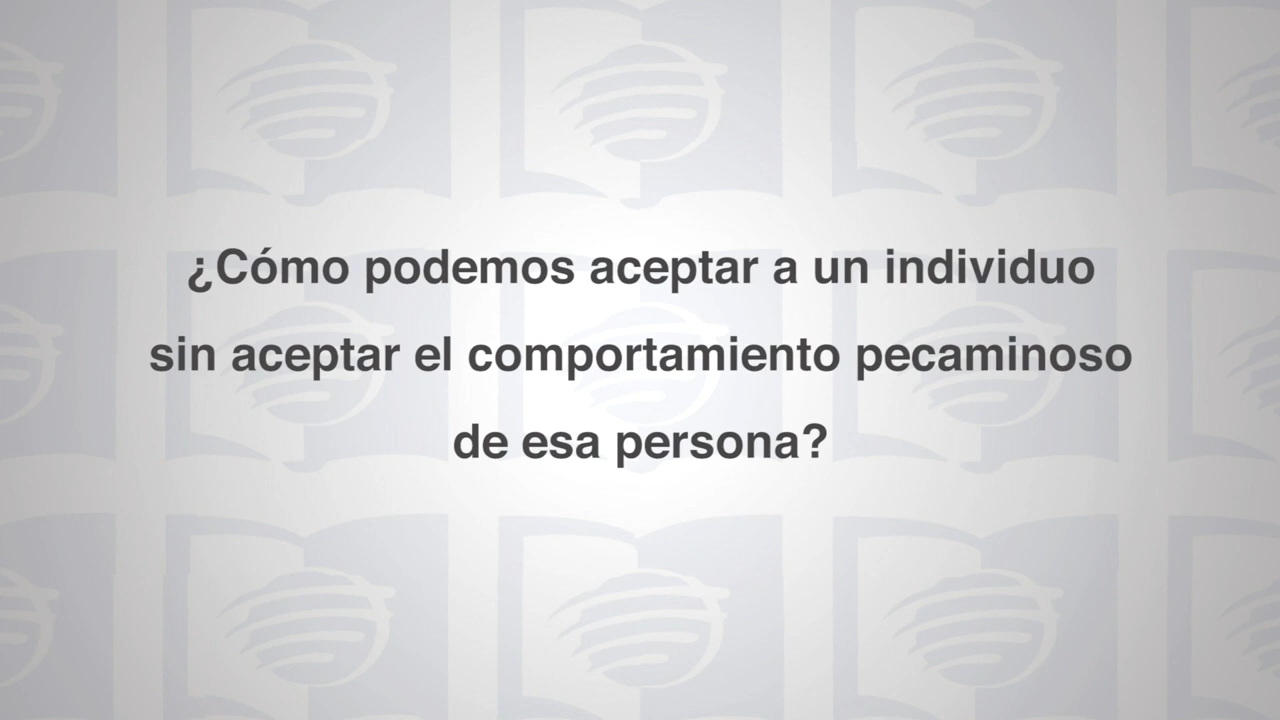 ¿Cómo podemos aceptar a un individuo
sin aceptar el comportamiento pecaminoso
de esa persona?